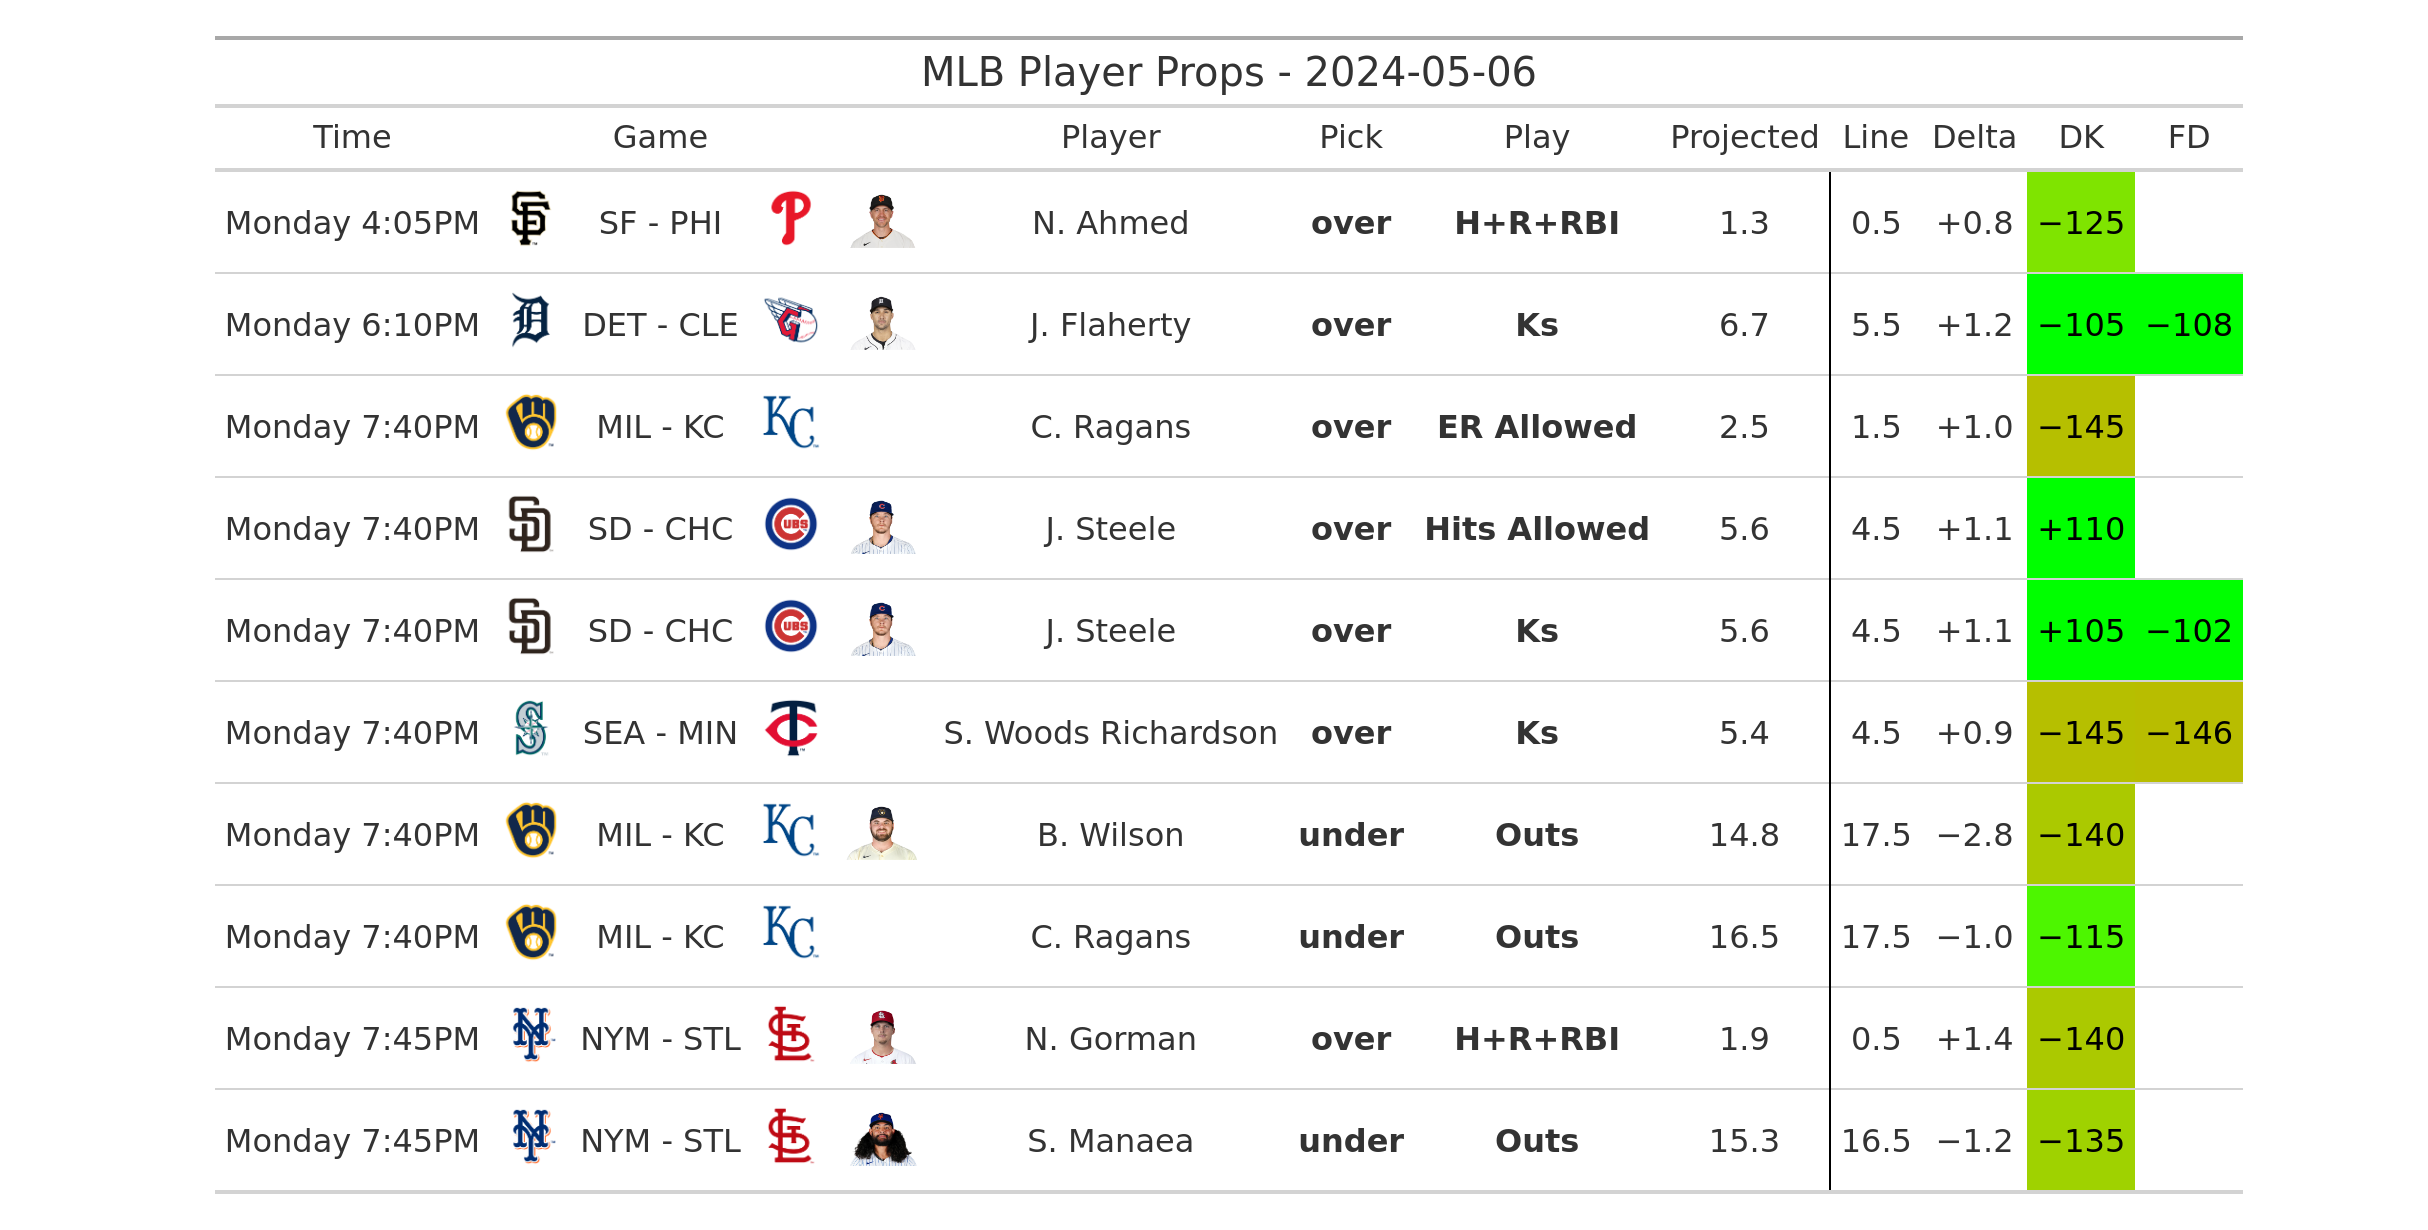 MLB Player Props - 2024-05-06
Time Game Player Pick Play Projected Line Delta DK FD
Monday 4:05PM SF - PHI N. Ahmed over H+R+RBI 1.3 0.5 +0.8 −125
Monday 6:10PM DET - CLE J. Flaherty over Ks 6.7 5.5 +1.2 −105 −108
Monday 7:40PM MIL - KC C. Ragans over ER Allowed 2.5 1.5 +1.0 −145
Monday 7:40PM SD - CHC J. Steele over Hits Allowed 5.6 4.5 +1.1 +110
Monday 7:40PM SD - CHC J. Steele over Ks 5.6 4.5 +1.1 +105 −102
Monday 7:40PM SEA - MIN S. Woods Richardson over Ks 5.4 4.5 +0.9 −145 −146
Monday 7:40PM MIL - KC B. Wilson under Outs 14.8 17.5 −2.8 −140
Monday 7:40PM MIL - KC C. Ragans under Outs 16.5 17.5 −1.0 −115
Monday 7:45PM NYM - STL N. Gorman over H+R+RBI 1.9 0.5 +1.4 −140
Monday 7:45PM NYM - STL S. Manaea under Outs 15.3 16.5 −1.2 −135